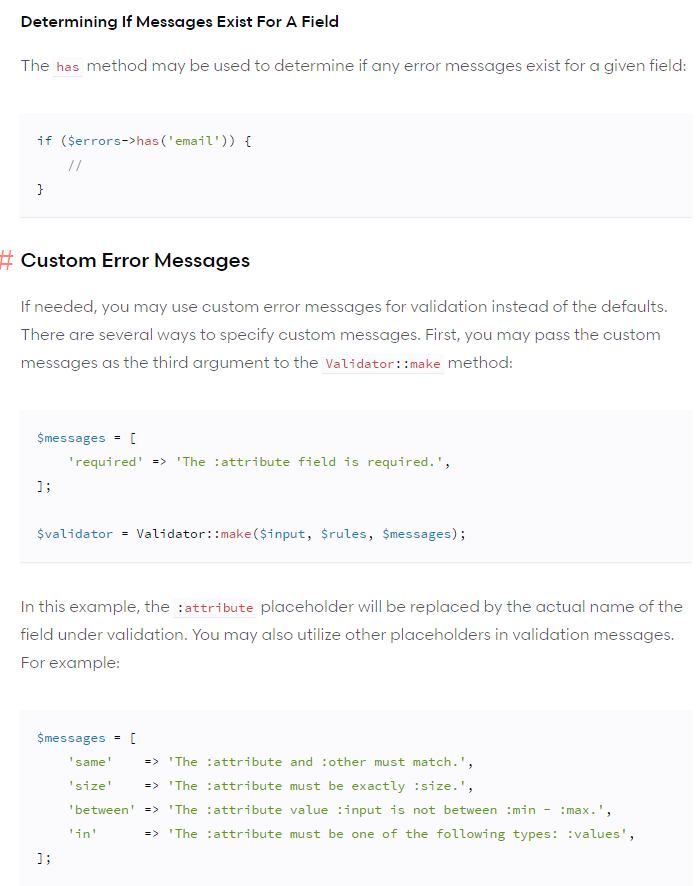 Determining If Messages Exist For A Field
The has method may be used to determine if any error messages exist for a given field:
if ($errors->has('email')) {
    //
}
# Custom Error Messages
If needed, you may use custom error messages for validation instead of the defaults.
There are several ways to specify custom messages. First, you may pass the custom
messages as the third argument to the Validator::make method:
$messages = [
    'required' => 'The :attribute field is required.',
];
$validator = Validator::make($input, $rules, $messages);
In this example, the :attribute placeholder will be replaced by the actual name of the
field under validation. You may also utilize other placeholders in validation messages.
For example:
$messages = [
    'same'    => 'The :attribute and :other must match.',
    'size'    => 'The :attribute must be exactly :size.',
    'between' => 'The :attribute value :input is not between :min - :max.',
    'in'      => 'The :attribute must be one of the following types: :values',
];